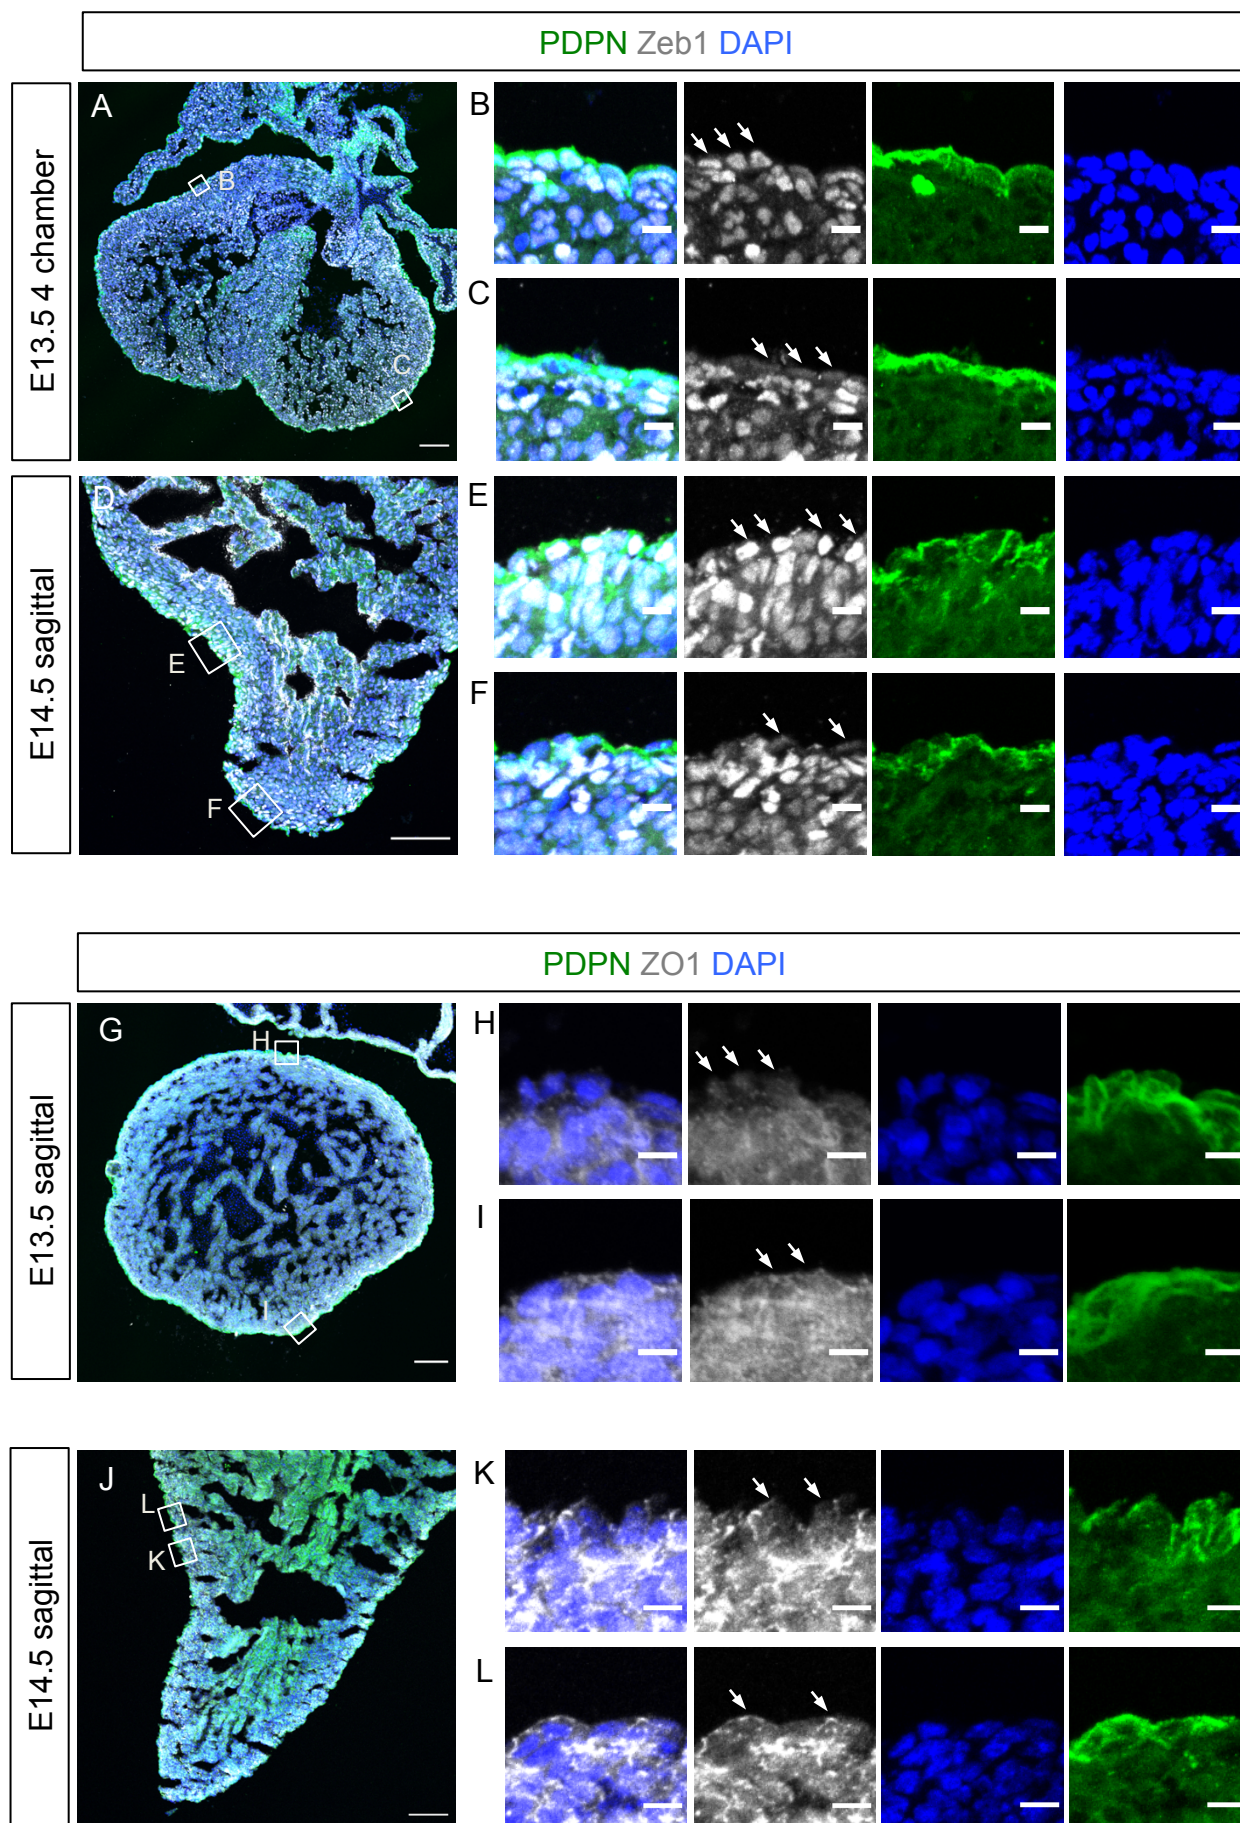 PDPN Zeb1 DAPI
E13.5 4 chamber
A
B
C
B
C
E14.5 sagittal
D
E
F
E
F
PDPN ZO1 DAPI
E13.5 sagittal
G
H
I
H
I
E14.5 sagittal
J
L
K
K
L